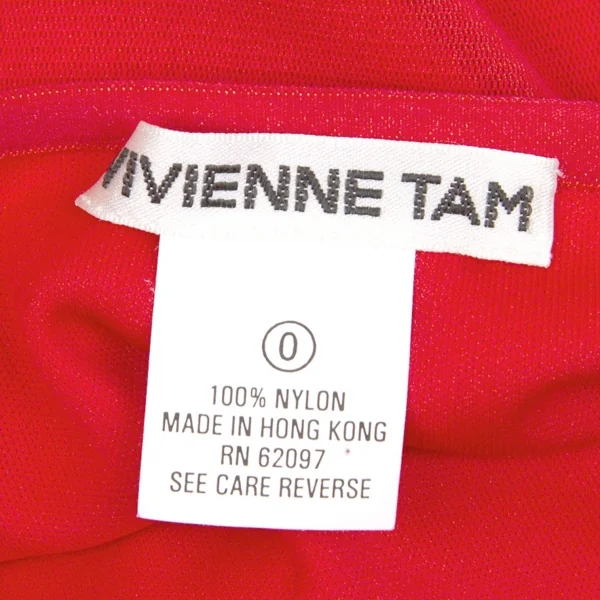 VIVIENNE TAM
0
100% NYLON
MADE IN HONG KONG
RN 62097
SEE CARE REVERSE